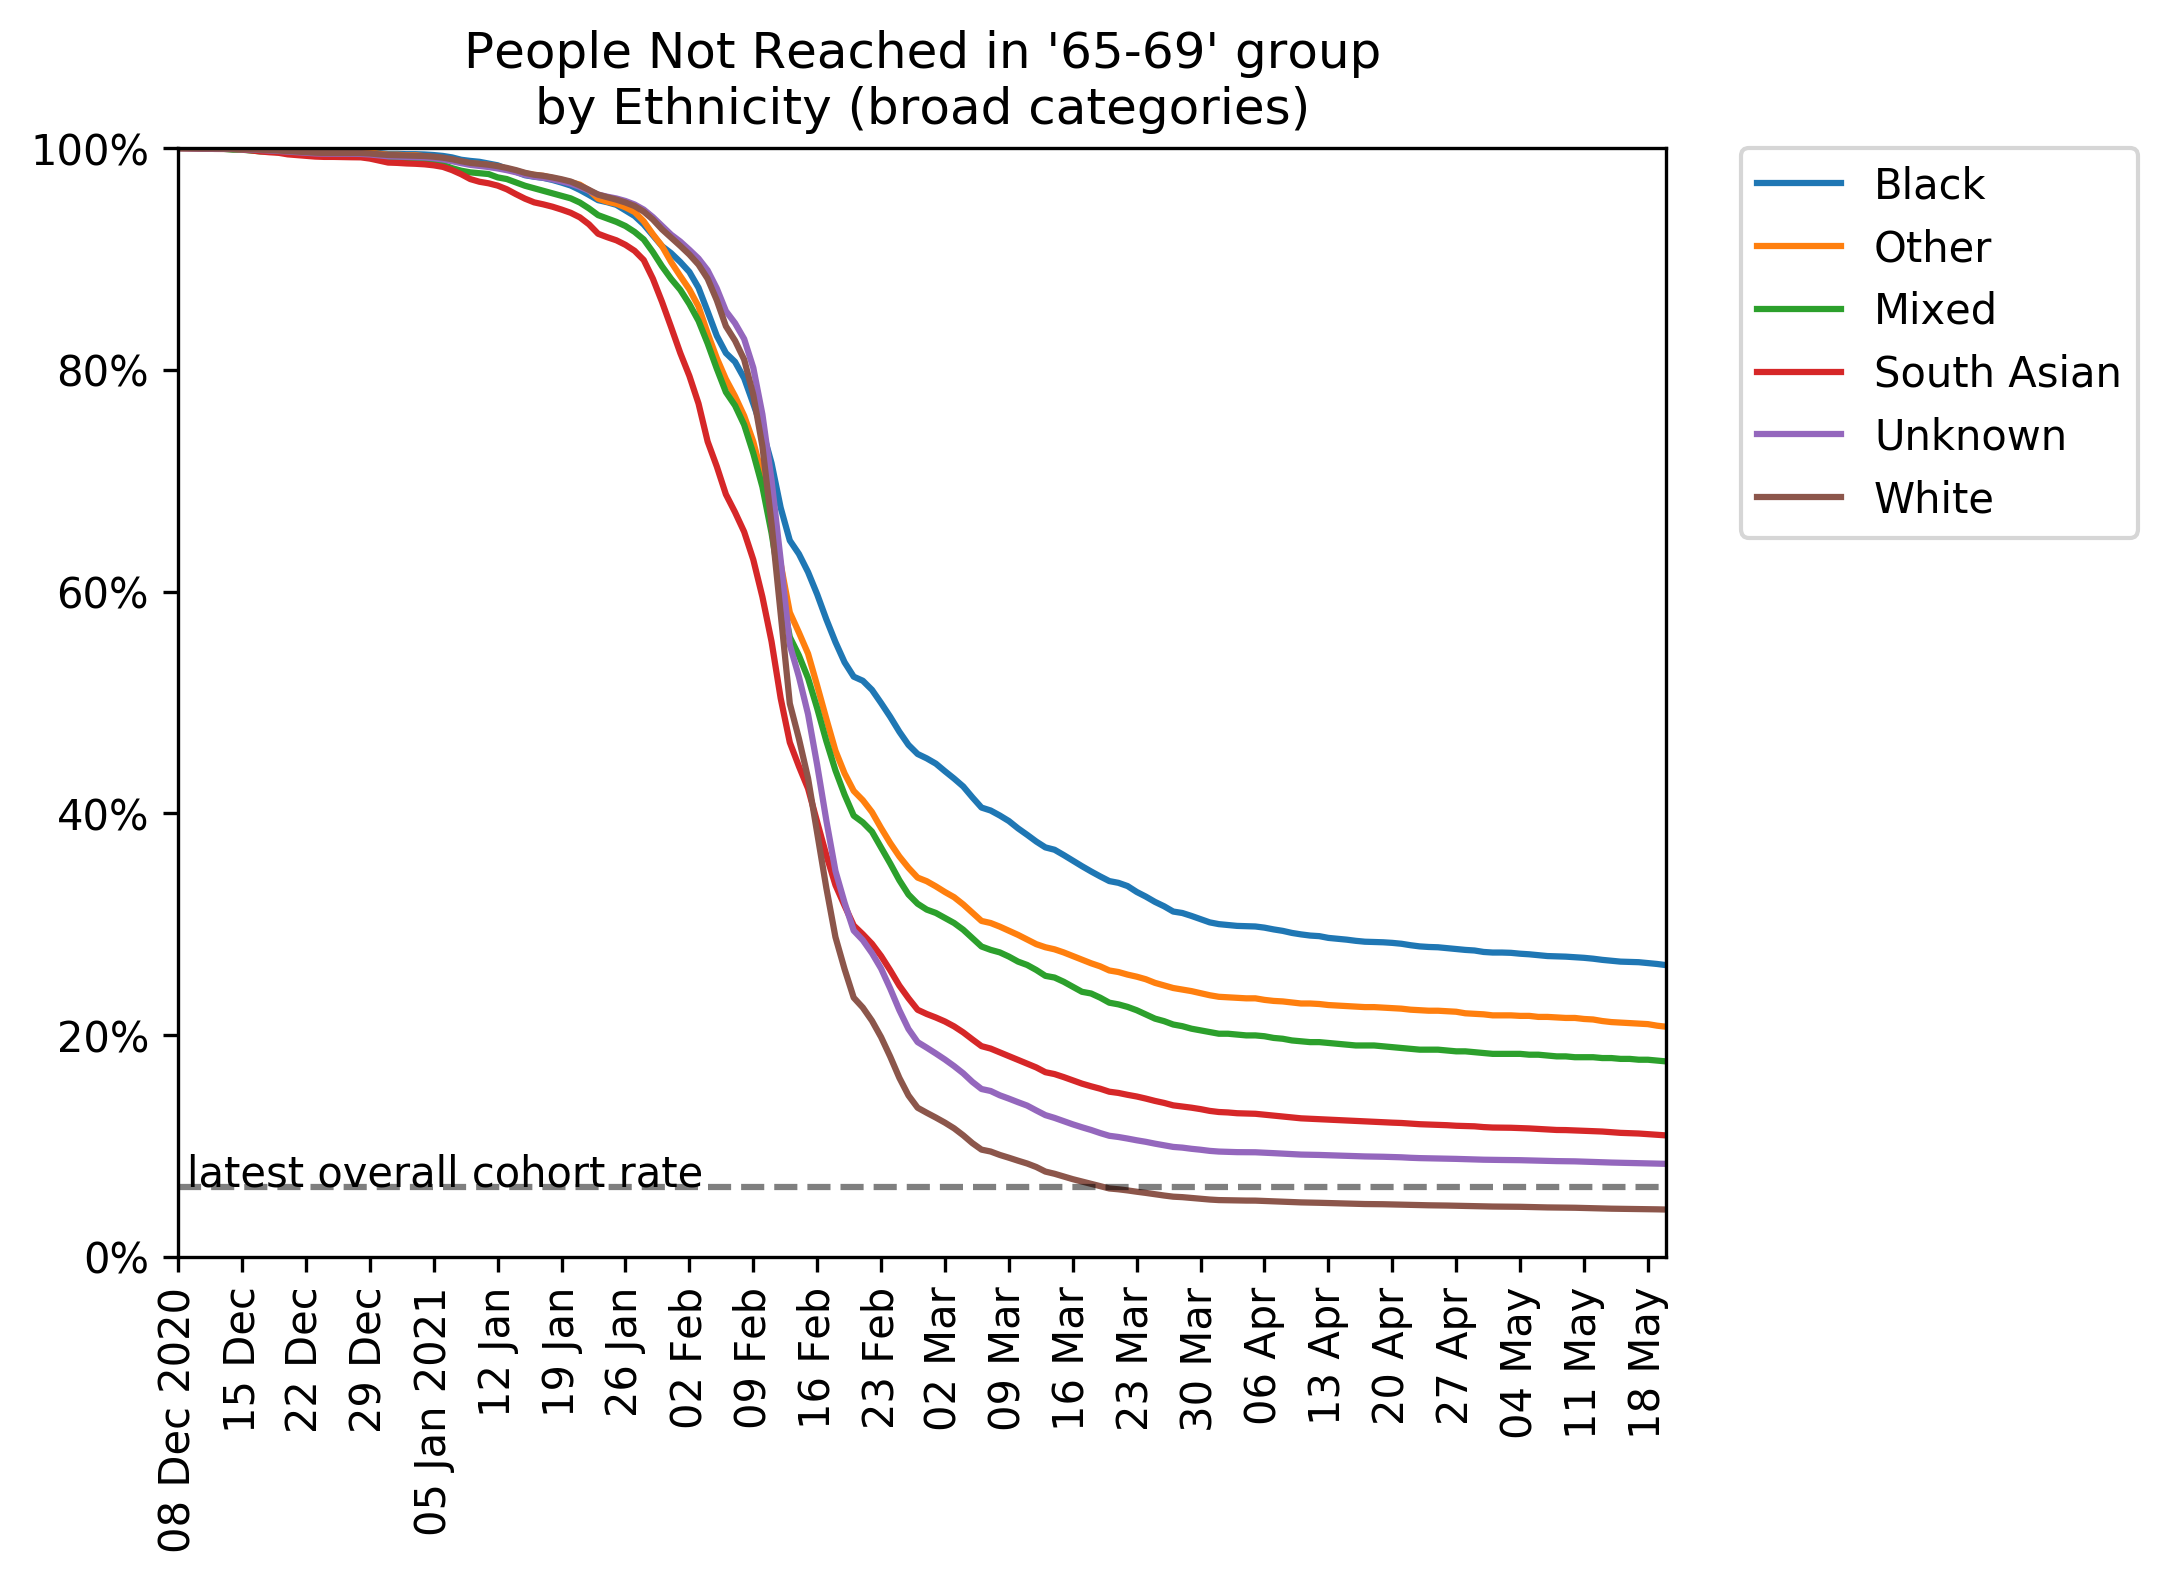 People Not Reached in '65-69' group
by Ethnicity (broad categories)
100%
80%
60%
40%
20%
0%
latest overall cohort rate
08 Dec 2020
15 Dec
22 Dec
29 Dec
05 Jan 2021
12 Jan
19 Jan
26 Jan
02 Feb
09 Feb
16 Feb
23 Feb
02 Mar
09 Mar
16 Mar
23 Mar
30 Mar
06 Apr
13 Apr
20 Apr
27 Apr
04 May
11 May
18 May
Black
Other
Mixed
South Asian
Unknown
White